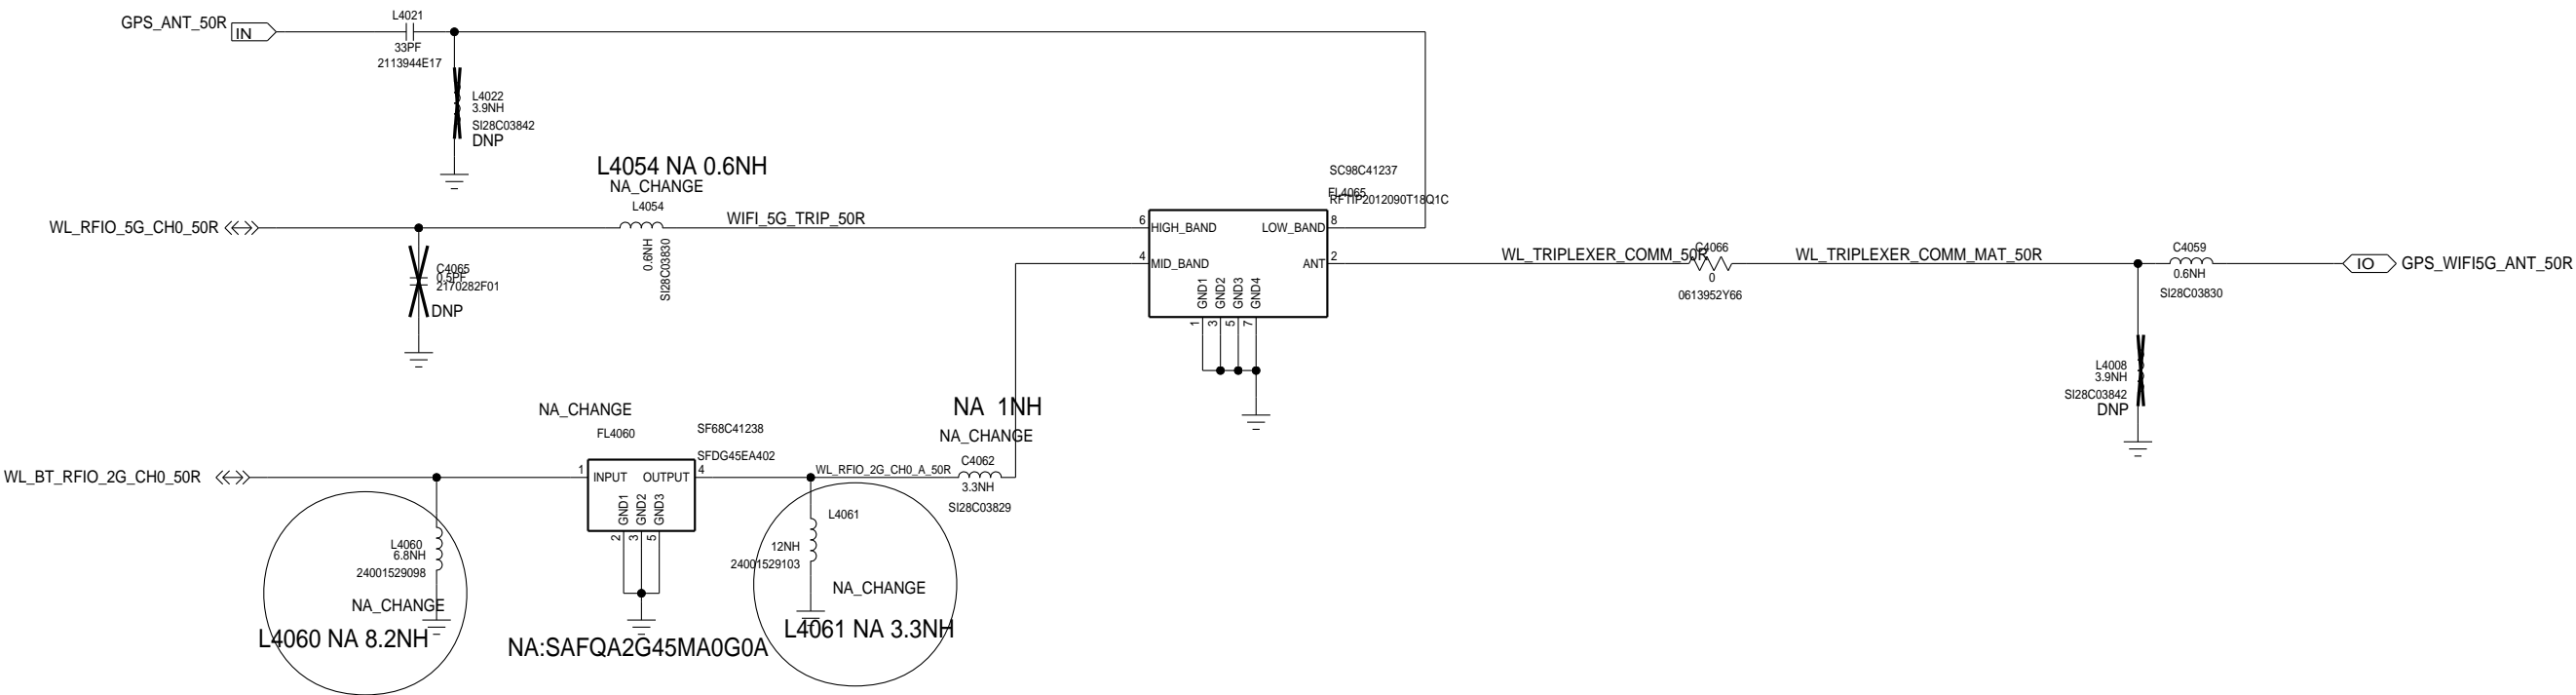 L4021
GPS_ANT_50R
IN
33PF
2113944E17
L4022
3.9NH
SI28C03842
DNP
L4054 NA 0.6NH
NA_CHANGE
L4054
WL_RFIO_5G_CH0_50R
WIFI_5G_TRIP_50R
0.6NH
SI28C03830
C4065
0.5PF
2170282F01
DNP
SC98C41237
FL4065
RFTIP2012090T18Q1C
6
HIGH_BAND
LOW_BAND
8
4
MID_BAND
ANT
2
GND1
GND2
GND3
GND4
1
3
5
7
WL_TRIPLEXER_COMM_50R
C4066
0
0613952Y66
WL_TRIPLEXER_COMM_MAT_50R
C4059
0.6NH
SI28C03830
IO
GPS_WIFI5G_ANT_50R
L4008
3.9NH
SI28C03842
DNP
NA 1NH
NA_CHANGE
C4062
3.3NH
SI28C03829
NA_CHANGE
FL4060
SF68C41238
SFDG45EA402
WL_BT_RFIO_2G_CH0_50R
1
INPUT
OUTPUT
4
GND1
GND2
GND3
2
3
5
WL_RFIO_2G_CH0_A_50R
L4060
6.8NH
24001529098
NA_CHANGE
L4060 NA 8.2NH
NA:SAFQA2G45MA0G0A
L4061
12NH
24001529103
NA_CHANGE
L4061 NA 3.3NH